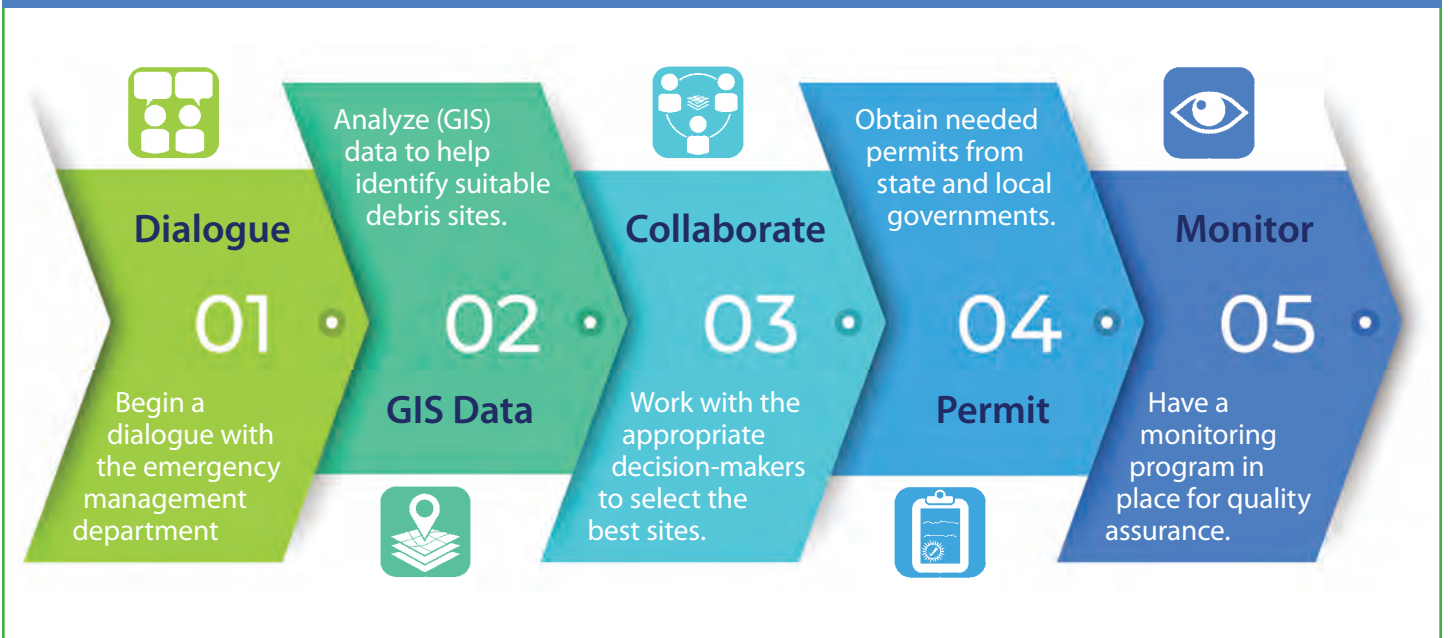 Dialogue
01
Begin a
dialogue with
the emergency
management
department
Analyze (GIS)
data to help
identify suitable
debris sites.
02
GIS Data
Collaborate
03
Work with the
appropriate
decision-makers
to select the
best sites.
Obtain needed
permits from
state and local
governments.
04
Permit
Monitor
05
Have a
monitoring
program in
place for quality
assurance.